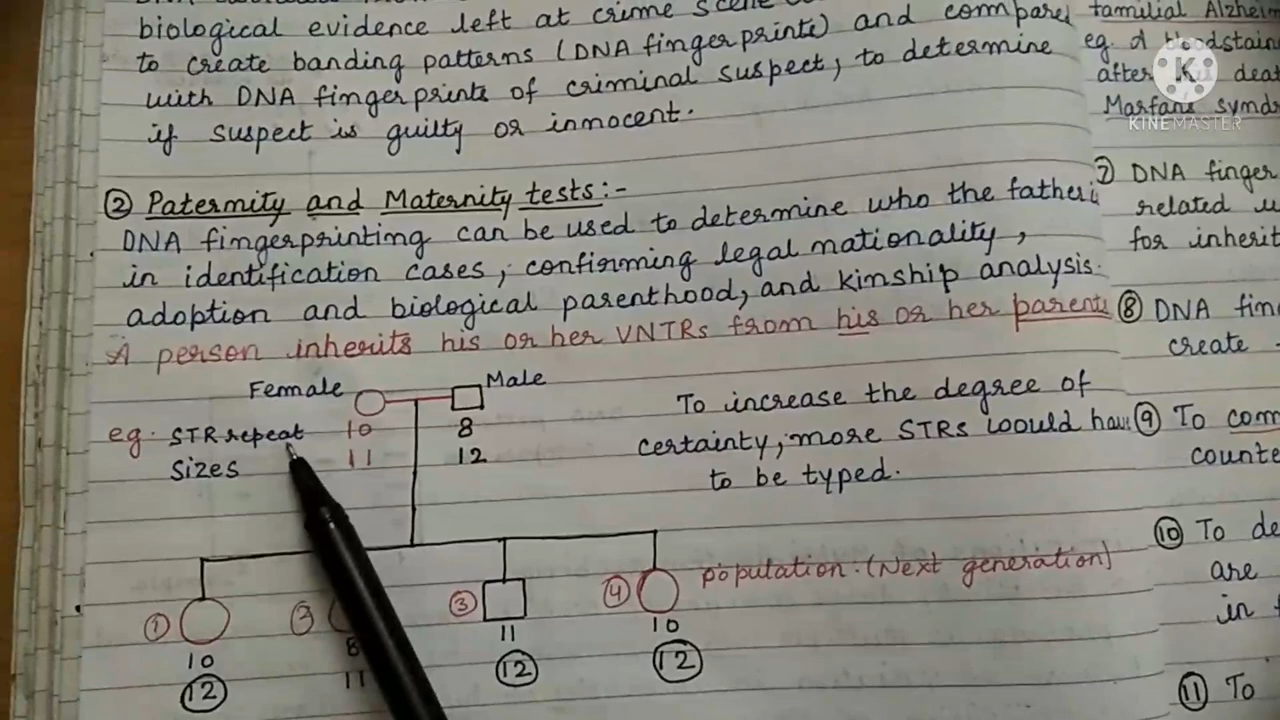 biological evidence left at crime scene
to create banding patterns (DNA fingerprints) and compared
with DNA fingerprints of criminal suspect, to determine
if suspect is guilty or innocent.
② Paternity and Maternity tests:-
DNA fingerprinting can be used to determine who the father is
in identification cases, confirming legal nationality,
adoption and biological parenthood, and kinship analysis.
A person inherits his or her VNTRs from his or her parents
Female Male
eg. STR repeat 10 8
Sizes 11 12
To increase the degree of
certainty, more STRs would have
to be typed.
population. (Next generation)
① ② ③ ④
10 8 11 10
12 11 12 12
familial Alzheim
eg. A bloodstain
after deat
Marfans synd
K
KINEMASTER
7) DNA finger
related
for inherit
⑧ DNA fin
create
⑨ To com
counte
⑩ To de
are
in
⑪ To